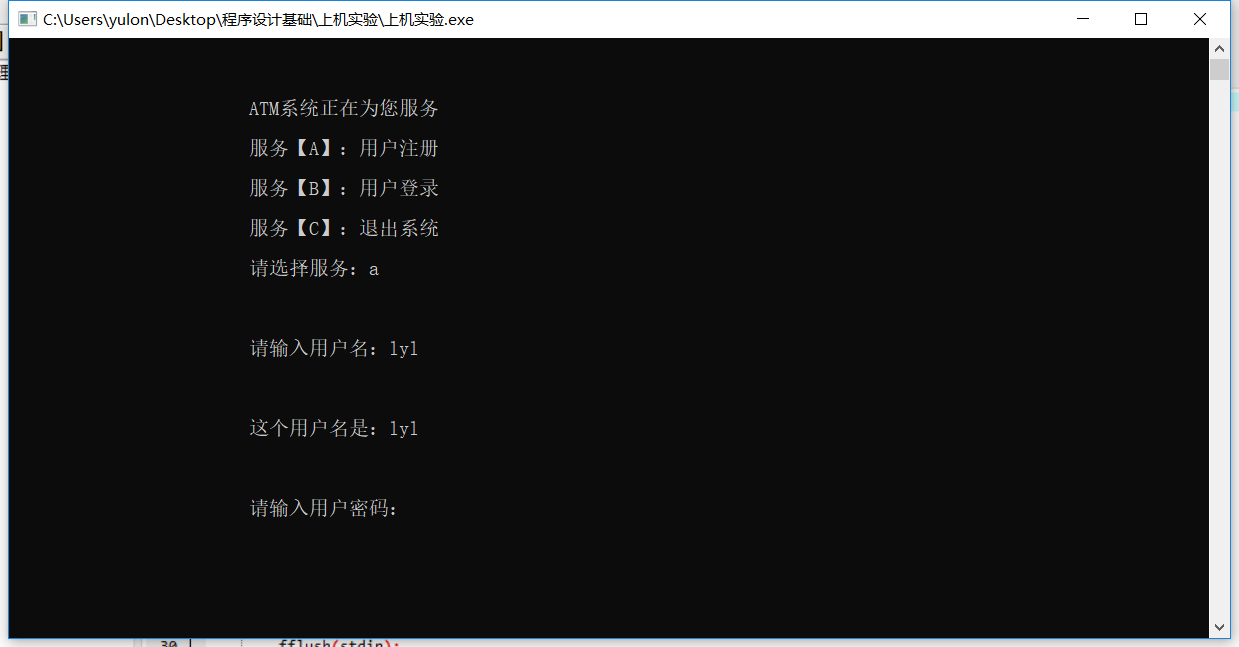 C:\Users\yulon\Desktop\程序设计基础\上机实验\上机实验.exe
ATM系统正在为您服务
服务【A】：用户注册
服务【B】：用户登录
服务【C】：退出系统
请选择服务：a
请输入用户名：lyl
这个用户名是：lyl
请输入用户密码：
30 fflush(stdin);